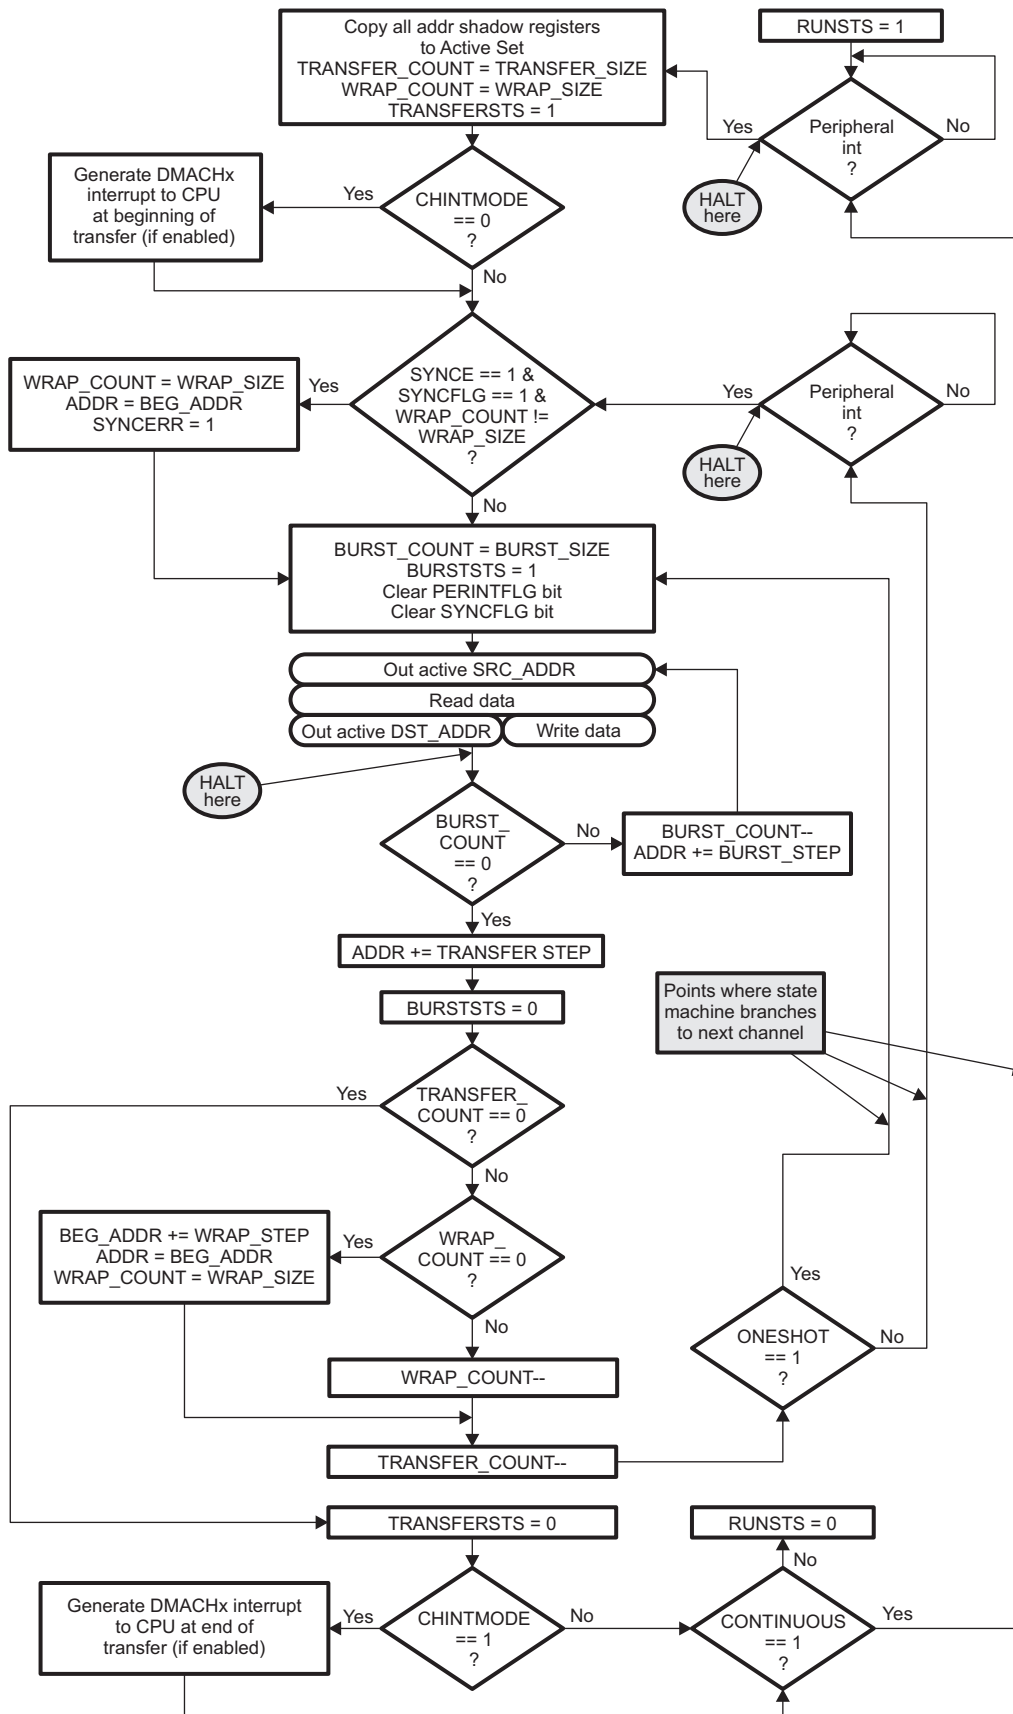 Copy all addr shadow registers
to Active Set
TRANSFER_COUNT = TRANSFER_SIZE
WRAP_COUNT = WRAP_SIZE
TRANSFERSTS = 1
RUNSTS = 1
Peripheral
int
?
Yes
No
HALT
here
Generate DMACHx
interrupt to CPU
at beginning of
transfer (if enabled)
Yes
CHINTMODE
== 0
?
No
WRAP_COUNT = WRAP_SIZE
ADDR = BEG_ADDR
SYNCERR = 1
Yes
SYNCE == 1 &
SYNCFLG == 1 &
WRAP_COUNT !=
WRAP_SIZE
?
No
Yes
Peripheral
int
?
No
HALT
here
BURST_COUNT = BURST_SIZE
BURSTSTS = 1
Clear PERINTFLG bit
Clear SYNCFLG bit
Out active SRC_ADDR
Read data
Out active DST_ADDR
Write data
HALT
here
BURST_
COUNT
== 0
?
No
BURST_COUNT--
ADDR += BURST_STEP
Yes
ADDR += TRANSFER STEP
BURSTSTS = 0
Points where state
machine branches
to next channel
Yes
TRANSFER_
COUNT == 0
?
No
BEG_ADDR += WRAP_STEP
ADDR = BEG_ADDR
WRAP_COUNT = WRAP_SIZE
Yes
WRAP_
COUNT == 0
?
No
Yes
ONESHOT
== 1
?
No
WRAP_COUNT--
TRANSFER_COUNT--
TRANSFERSTS = 0
RUNSTS = 0
No
Generate DMACHx interrupt
to CPU at end of
transfer (if enabled)
Yes
CHINTMODE
== 1
?
No
CONTINUOUS
== 1
?
Yes